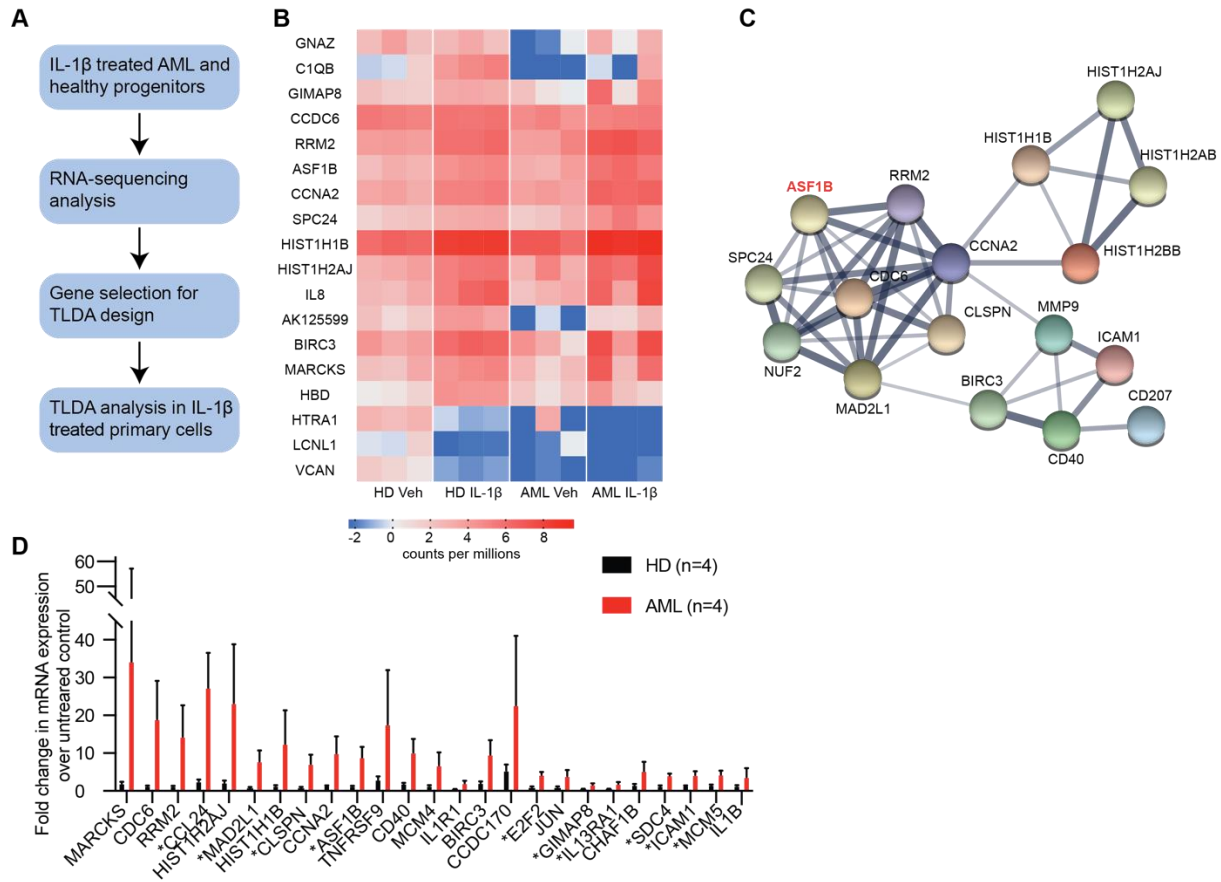 A
IL-1β treated AML and
healthy progenitors
RNA-sequencing
analysis
Gene selection for
TLDA design
TLDA analysis in IL-1β
treated primary cells
B
GNAZ
C1QB
GIMAP8
CCDC6
RRM2
ASF1B
CCNA2
SPC24
HIST1H1B
HIST1H2AJ
IL8
AK125599
BIRC3
MARCKS
HBD
HTRA1
LCNL1
VCAN
HD Veh HD IL-1β AML Veh AML IL-1β
-2 0 2 4 6 8
counts per millions
C
HIST1H2AJ
HIST1H1B
HIST1H2AB
RRM2
ASF1B
CCNA2
HIST1H2BB
SPC24
CDC6
MMP9
CLSPN
ICAM1
NUF2
BIRC3
CD207
MAD2L1
CD40
D
Fold change in mRNA expression
over untreared control
60
50
40
30
20
10
0
HD (n=4)
AML (n=4)
MARCKS
CDC6
RRM2
*CCL24
HIST1H2AJ
*MAD2L1
HIST1H1B
*CLSPN
CCNA2
*ASF1B
TNFRSF9
CD40
MCM4
IL1R1
BIRC3
CCDC170
*E2F2
JUN
*GIMAP8
*IL13RA1
CHAF1B
*SDC4
*ICAM1
*MCM5
IL1B